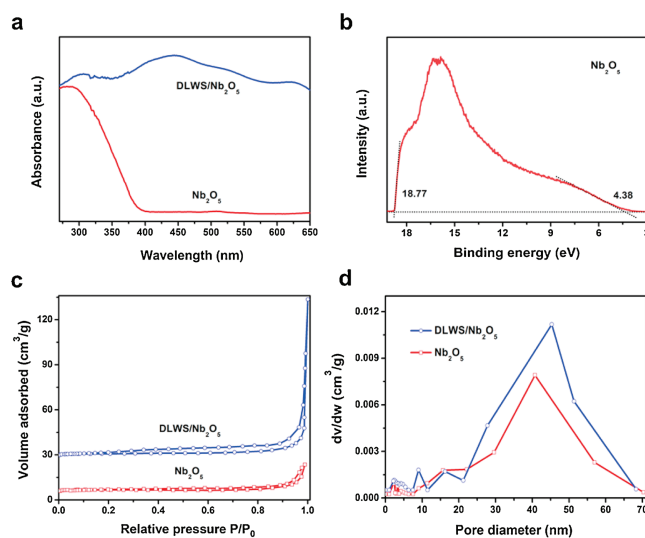 a
Absorbance (a.u.)
DLWS/Nb₂O₅
Nb₂O₅
300 350 400 450 500 550 600 650
Wavelength (nm)
b
Intensity (a.u.)
Nb₂O₅
18.77
4.38
18 15 12 9 6
Binding energy (eV)
c
Volume adsorbed (cm³/g)
120
90
60
30
0
DLWS/Nb₂O₅
Nb₂O₅
0.0 0.2 0.4 0.6 0.8 1.0
Relative pressure P/P₀
d
dv/dw (cm³/g)
0.012
0.009
0.006
0.003
0.000
DLWS/Nb₂O₅
Nb₂O₅
0 10 20 30 40 50 60 70
Pore diameter (nm)